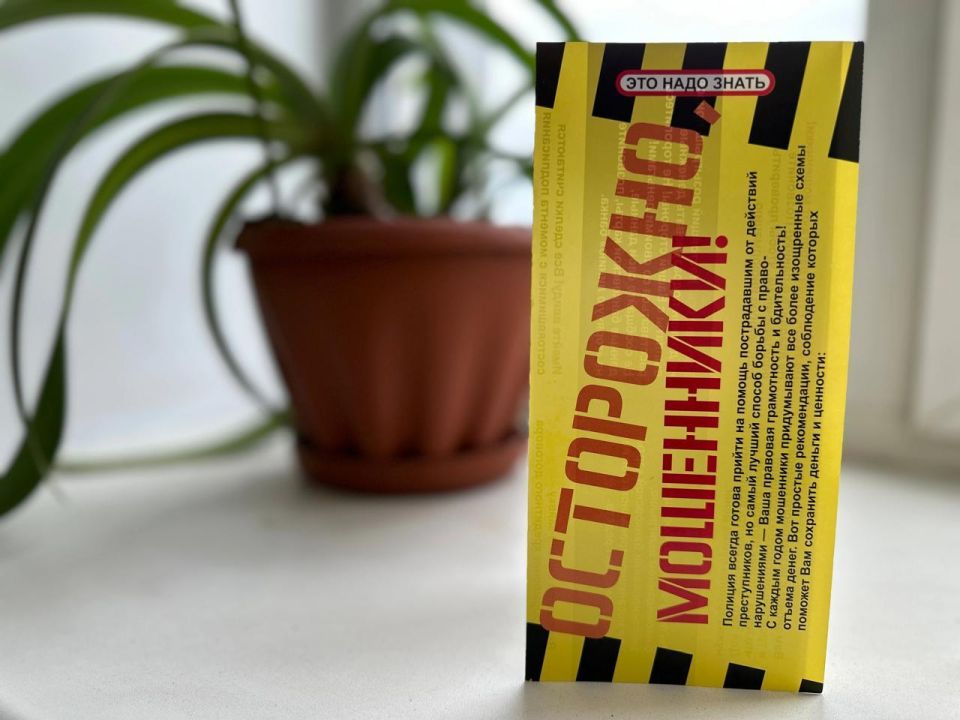 ЭТО НАДО ЗНАТЬ
ОСТОРОЖНО,
МОШЕННИКИ!
Полиция всегда готова прийти на помощь пострадавшим от действий
преступников, но самый лучший способ борьбы с право-
нарушениями — Ваша правовая грамотность и бдительность!
С каждым годом мошенники придумывают все более изощренные схемы
отъема денег. Вот простые рекомендации, соблюдение которых
поможет Вам сохранить деньги и ценности: